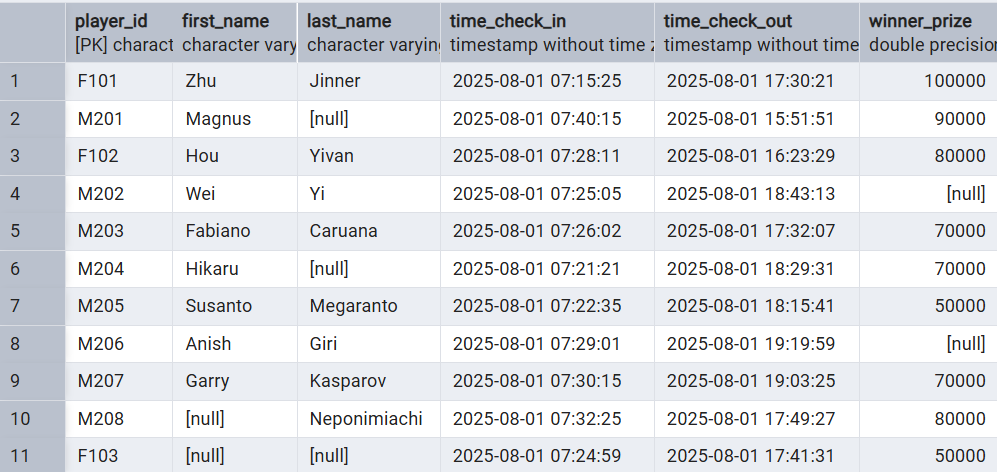 player_id first_name last_name time_check_in time_check_out winner_prize
[PK] charact character vary character varying timestamp without time z timestamp without time double precision
1 F101 Zhu Jinner 2025-08-01 07:15:25 2025-08-01 17:30:21 100000
2 M201 Magnus [null] 2025-08-01 07:40:15 2025-08-01 15:51:51 90000
3 F102 Hou Yivan 2025-08-01 07:28:11 2025-08-01 16:23:29 80000
4 M202 Wei Yi 2025-08-01 07:25:05 2025-08-01 18:43:13 [null]
5 M203 Fabiano Caruana 2025-08-01 07:26:02 2025-08-01 17:32:07 70000
6 M204 Hikaru [null] 2025-08-01 07:21:21 2025-08-01 18:29:31 70000
7 M205 Susanto Megaranto 2025-08-01 07:22:35 2025-08-01 18:15:41 50000
8 M206 Anish Giri 2025-08-01 07:29:01 2025-08-01 19:19:59 [null]
9 M207 Garry Kasparov 2025-08-01 07:30:15 2025-08-01 19:03:25 70000
10 M208 [null] Neponimiachi 2025-08-01 07:32:25 2025-08-01 17:49:27 80000
11 F103 [null] [null] 2025-08-01 07:24:59 2025-08-01 17:41:31 50000